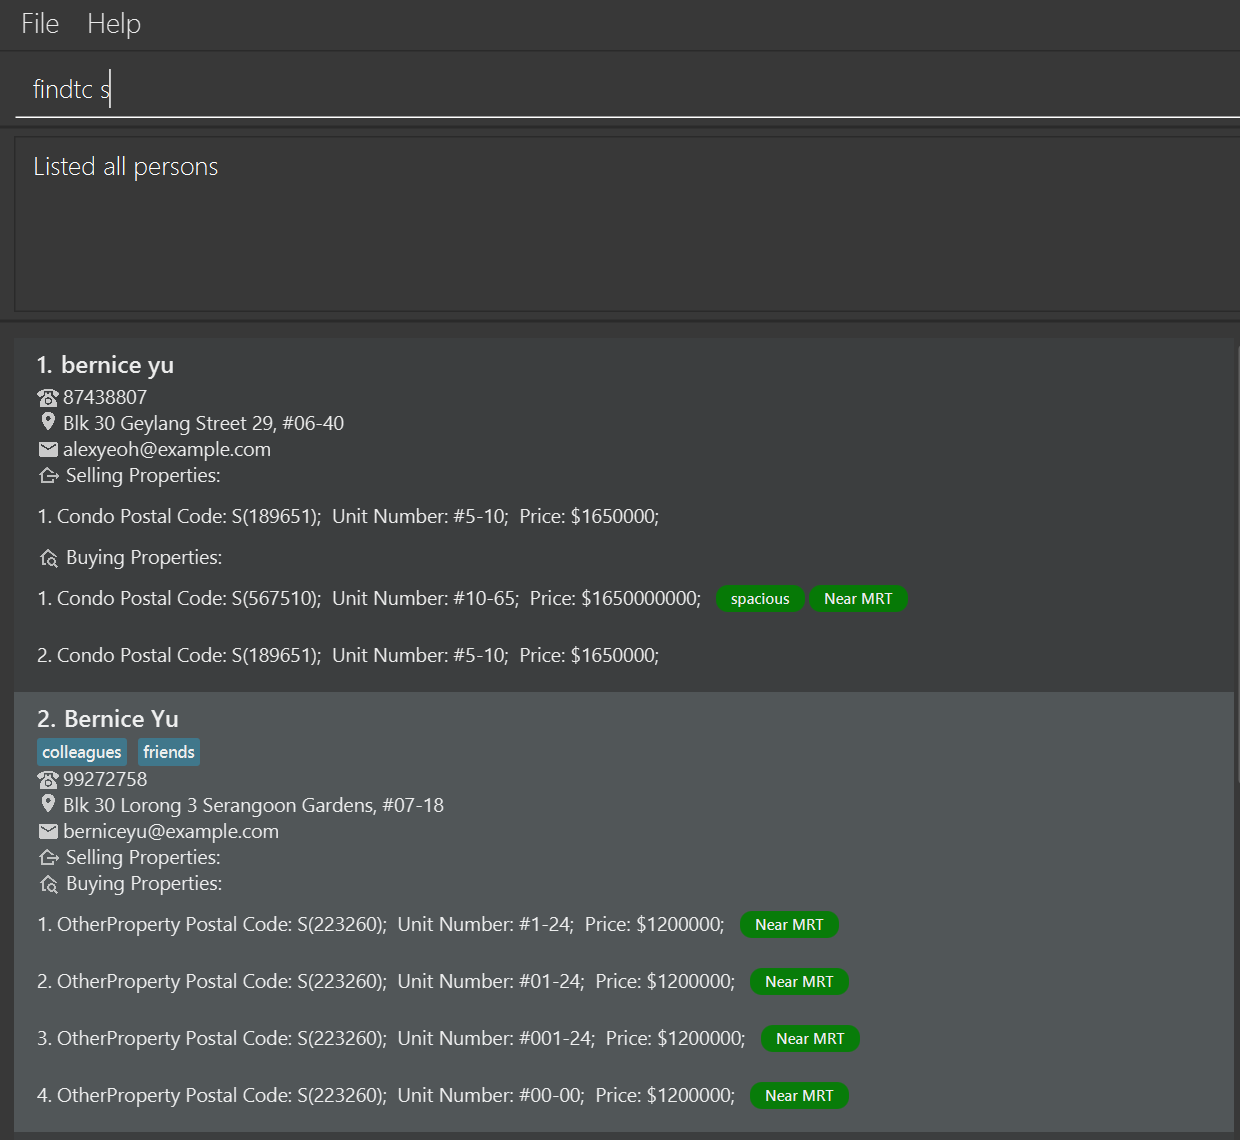 File Help
findtc s
Listed all persons
1. bernice yu
87438807
Blk 30 Geylang Street 29, #06-40
alexyeoh@example.com
Selling Properties:
1. Condo Postal Code: S(189651); Unit Number: #5-10; Price: $1650000;
Buying Properties:
1. Condo Postal Code: S(567510); Unit Number: #10-65; Price: $1650000000; spacious Near MRT
2. Condo Postal Code: S(189651); Unit Number: #5-10; Price: $1650000;
2. Bernice Yu
colleagues friends
99272758
Blk 30 Lorong 3 Serangoon Gardens, #07-18
berniceyu@example.com
Selling Properties:
Buying Properties:
1. OtherProperty Postal Code: S(223260); Unit Number: #1-24; Price: $1200000; Near MRT
2. OtherProperty Postal Code: S(223260); Unit Number: #01-24; Price: $1200000; Near MRT
3. OtherProperty Postal Code: S(223260); Unit Number: #001-24; Price: $1200000; Near MRT
4. OtherProperty Postal Code: S(223260); Unit Number: #00-00; Price: $1200000; Near MRT